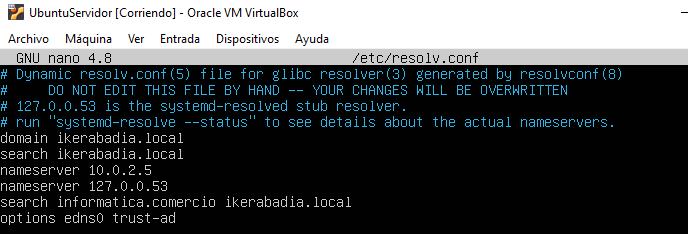 UbuntuServidor [Corriendo] - Oracle VM VirtualBox
Archivo Máquina Ver Entrada Dispositivos Ayuda
GNU nano 4.8 /etc/resolv.conf
# Dynamic resolv.conf(5) file for glibc resolver(3) generated by resolvconf(8)
#     DO NOT EDIT THIS FILE BY HAND -- YOUR CHANGES WILL BE OVERWRITTEN
# 127.0.0.53 is the systemd-resolved stub resolver.
# run "systemd-resolve --status" to see details about the actual nameservers.
domain ikerabadia.local
search ikerabadia.local
nameserver 10.0.2.5
nameserver 127.0.0.53
search informatica.comercio ikerabadia.local
options edns0 trust-ad